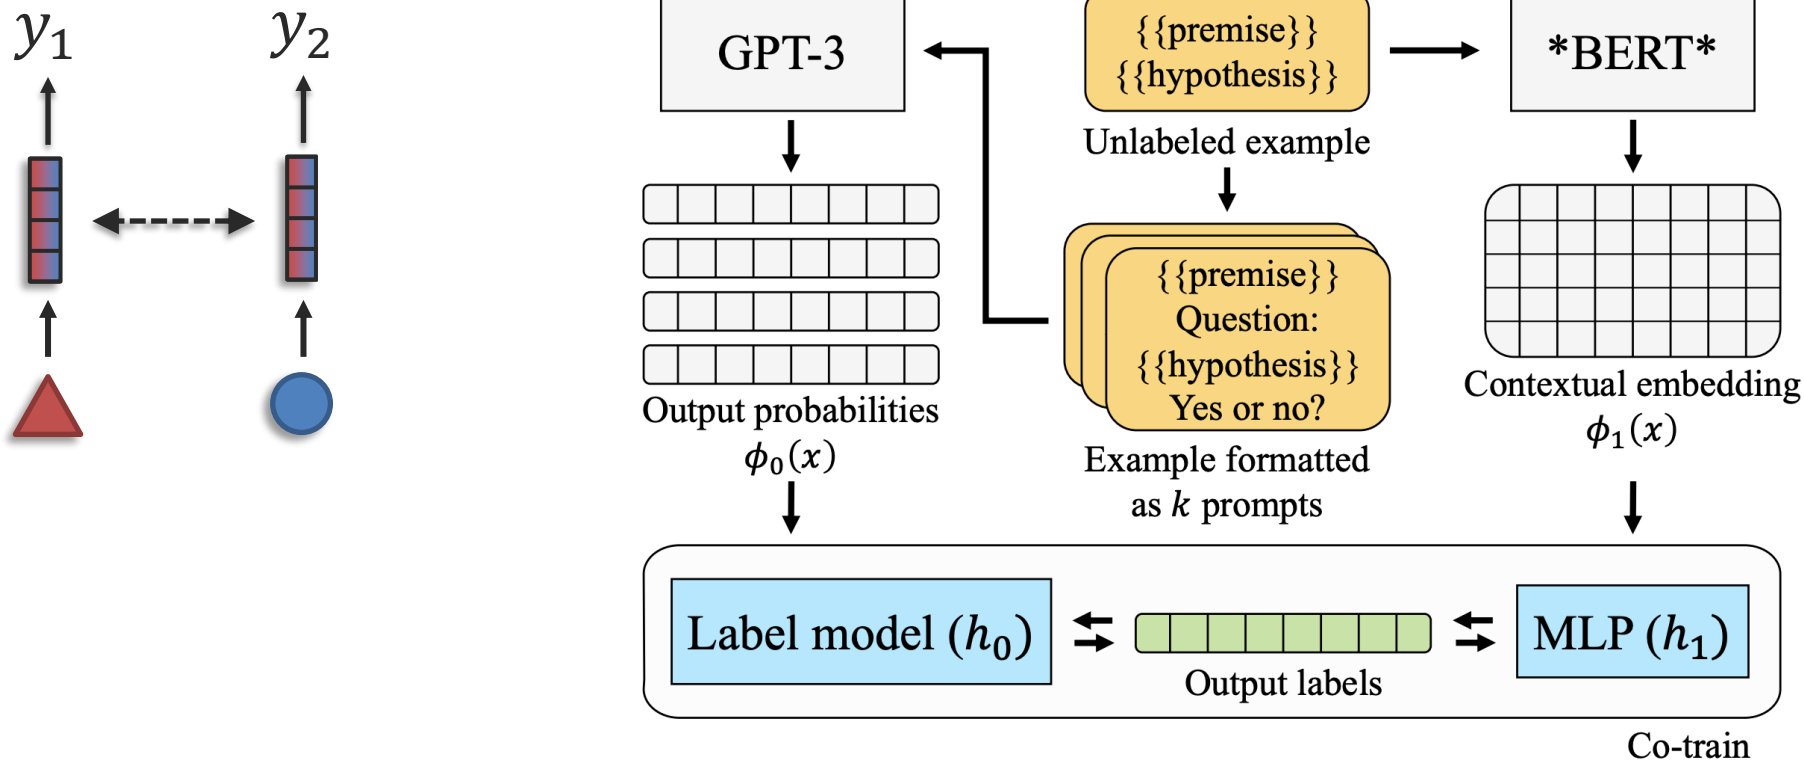 y₁
y₂
GPT-3
{{premise}}
{{hypothesis}}
*BERT*
Unlabeled example
{{premise}}
Question:
{{hypothesis}}
Yes or no?
Output probabilities
ϕ₀(x)
Example formatted
as k prompts
Contextual embedding
ϕ₁(x)
Label model (h₀)
Output labels
MLP (h₁)
Co-train